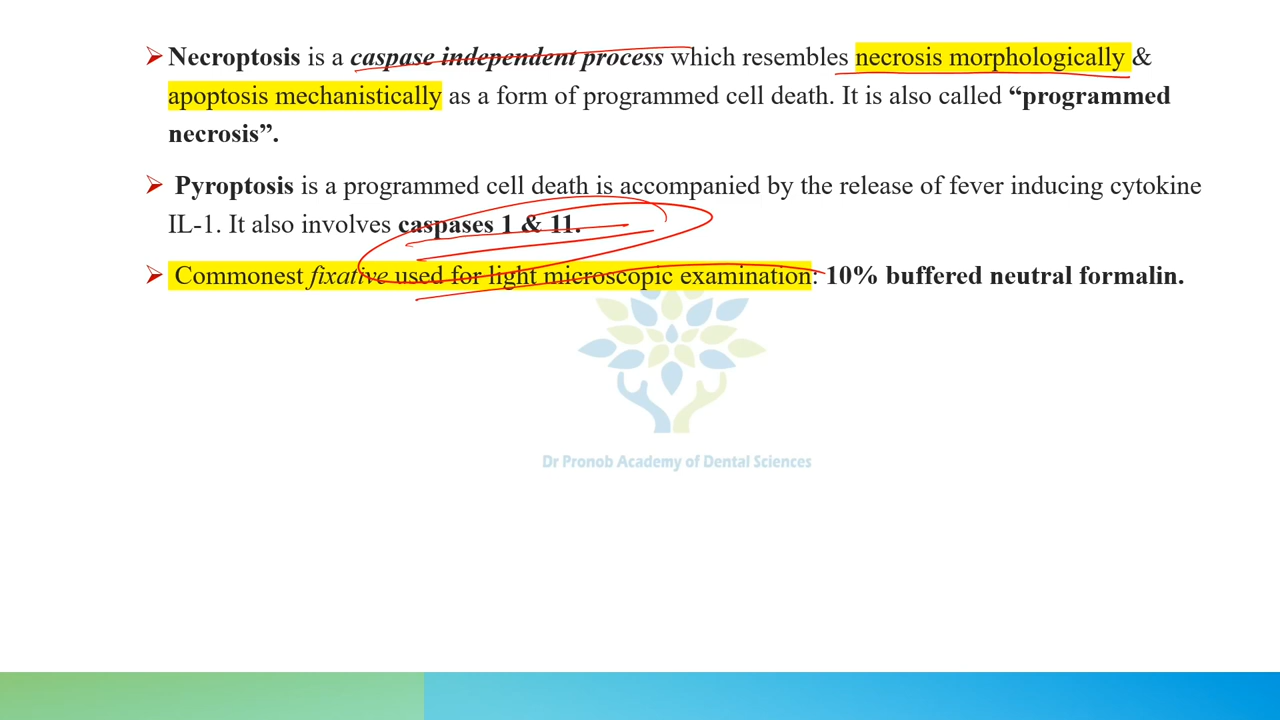 Necroptosis is a caspase independent process which resembles necrosis morphologically &
apoptosis mechanistically as a form of programmed cell death. It is also called “programmed
necrosis”.
Pyroptosis is a programmed cell death is accompanied by the release of fever inducing cytokine
IL-1. It also involves caspases 1 & 11.
Commonest fixative used for light microscopic examination: 10% buffered neutral formalin.
Dr Pronob Academy of Dental Sciences